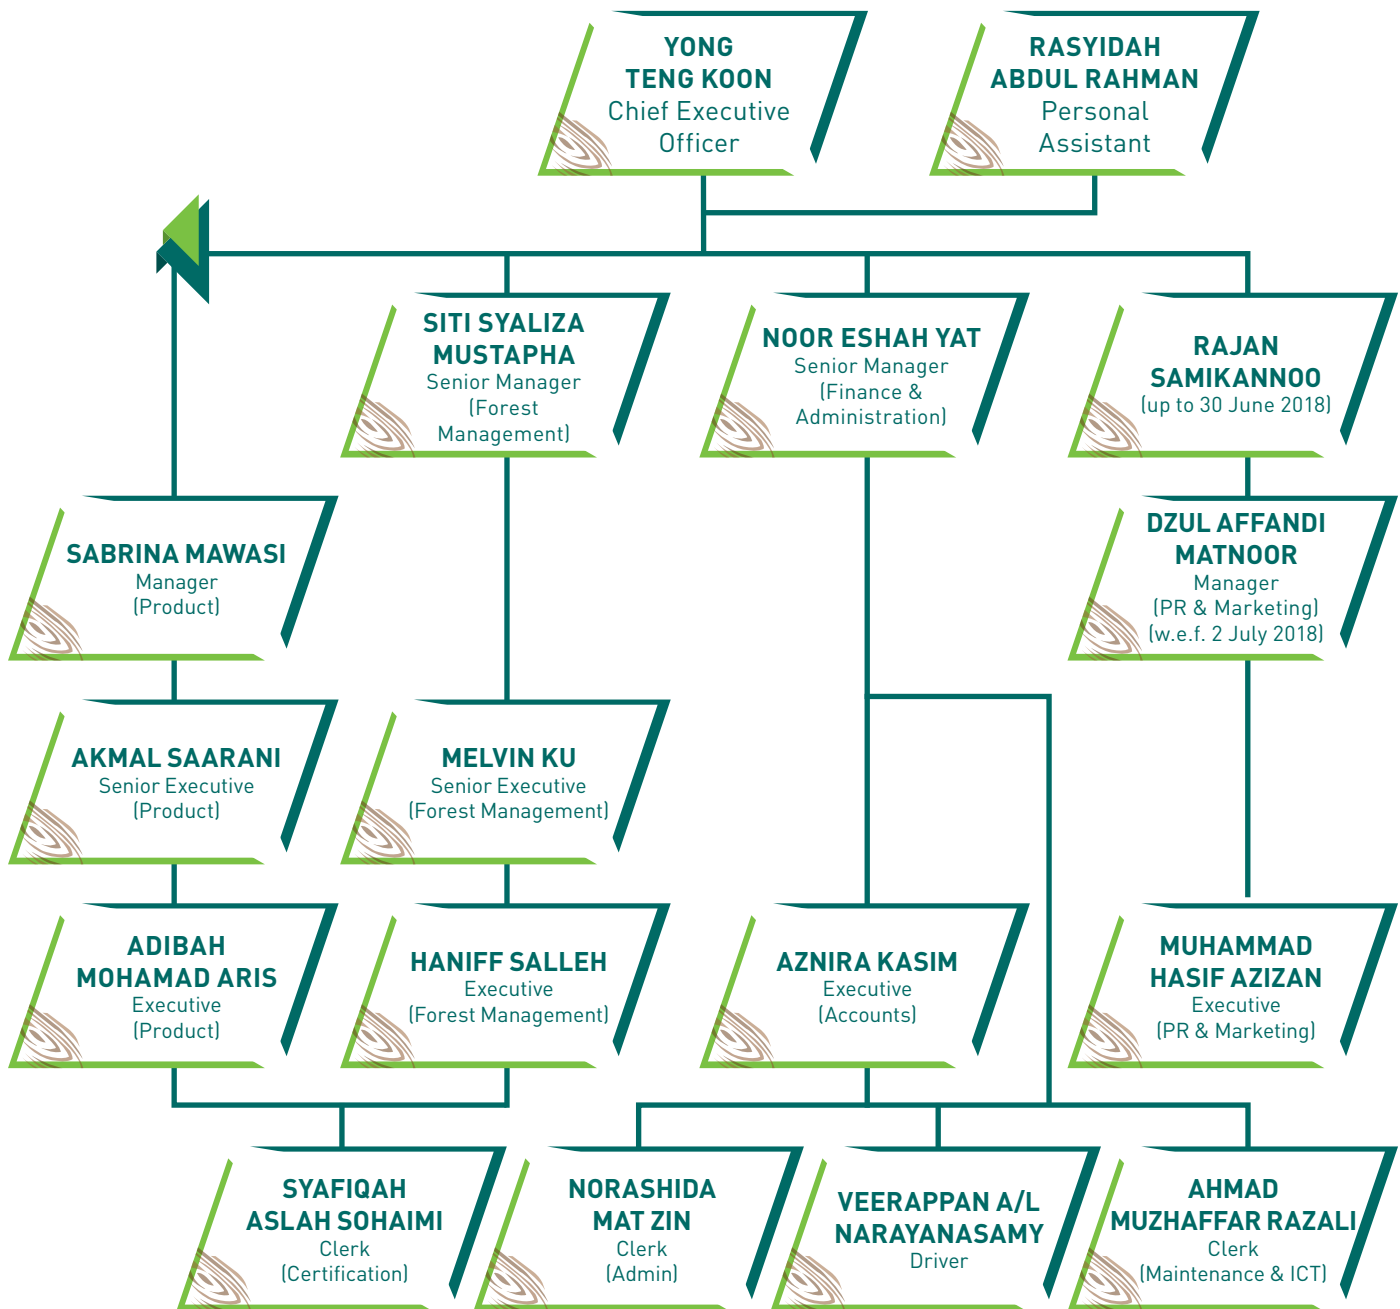 YONG
TENG KOON
Chief Executive
Officer
RASYIDAH
ABDUL RAHMAN
Personal
Assistant
SITI SYALIZA
MUSTAPHA
Senior Manager
(Forest
Management)
NOOR ESHAH YAT
Senior Manager
(Finance &
Administration)
RAJAN
SAMIKANNOO
(up to 30 June 2018)
SABRINA MAWASI
Manager
(Product)
DZUL AFFANDI
MATNOOR
Manager
(PR & Marketing)
(w.e.f. 2 July 2018)
AKMAL SAARANI
Senior Executive
(Product)
MELVIN KU
Senior Executive
(Forest Management)
ADIBAH
MOHAMAD ARIS
Executive
(Product)
HANIFF SALLEH
Executive
(Forest Management)
AZNIRA KASIM
Executive
(Accounts)
MUHAMMAD
HASIF AZIZAN
Executive
(PR & Marketing)
SYAFIQAH
ASLAH SOHAIMI
Clerk
(Certification)
NORASHIDA
MAT ZIN
Clerk
(Admin)
VEERAPPAN A/L
NARAYANASAMY
Driver
AHMAD
MUZHAFFAR RAZALI
Clerk
(Maintenance & ICT)